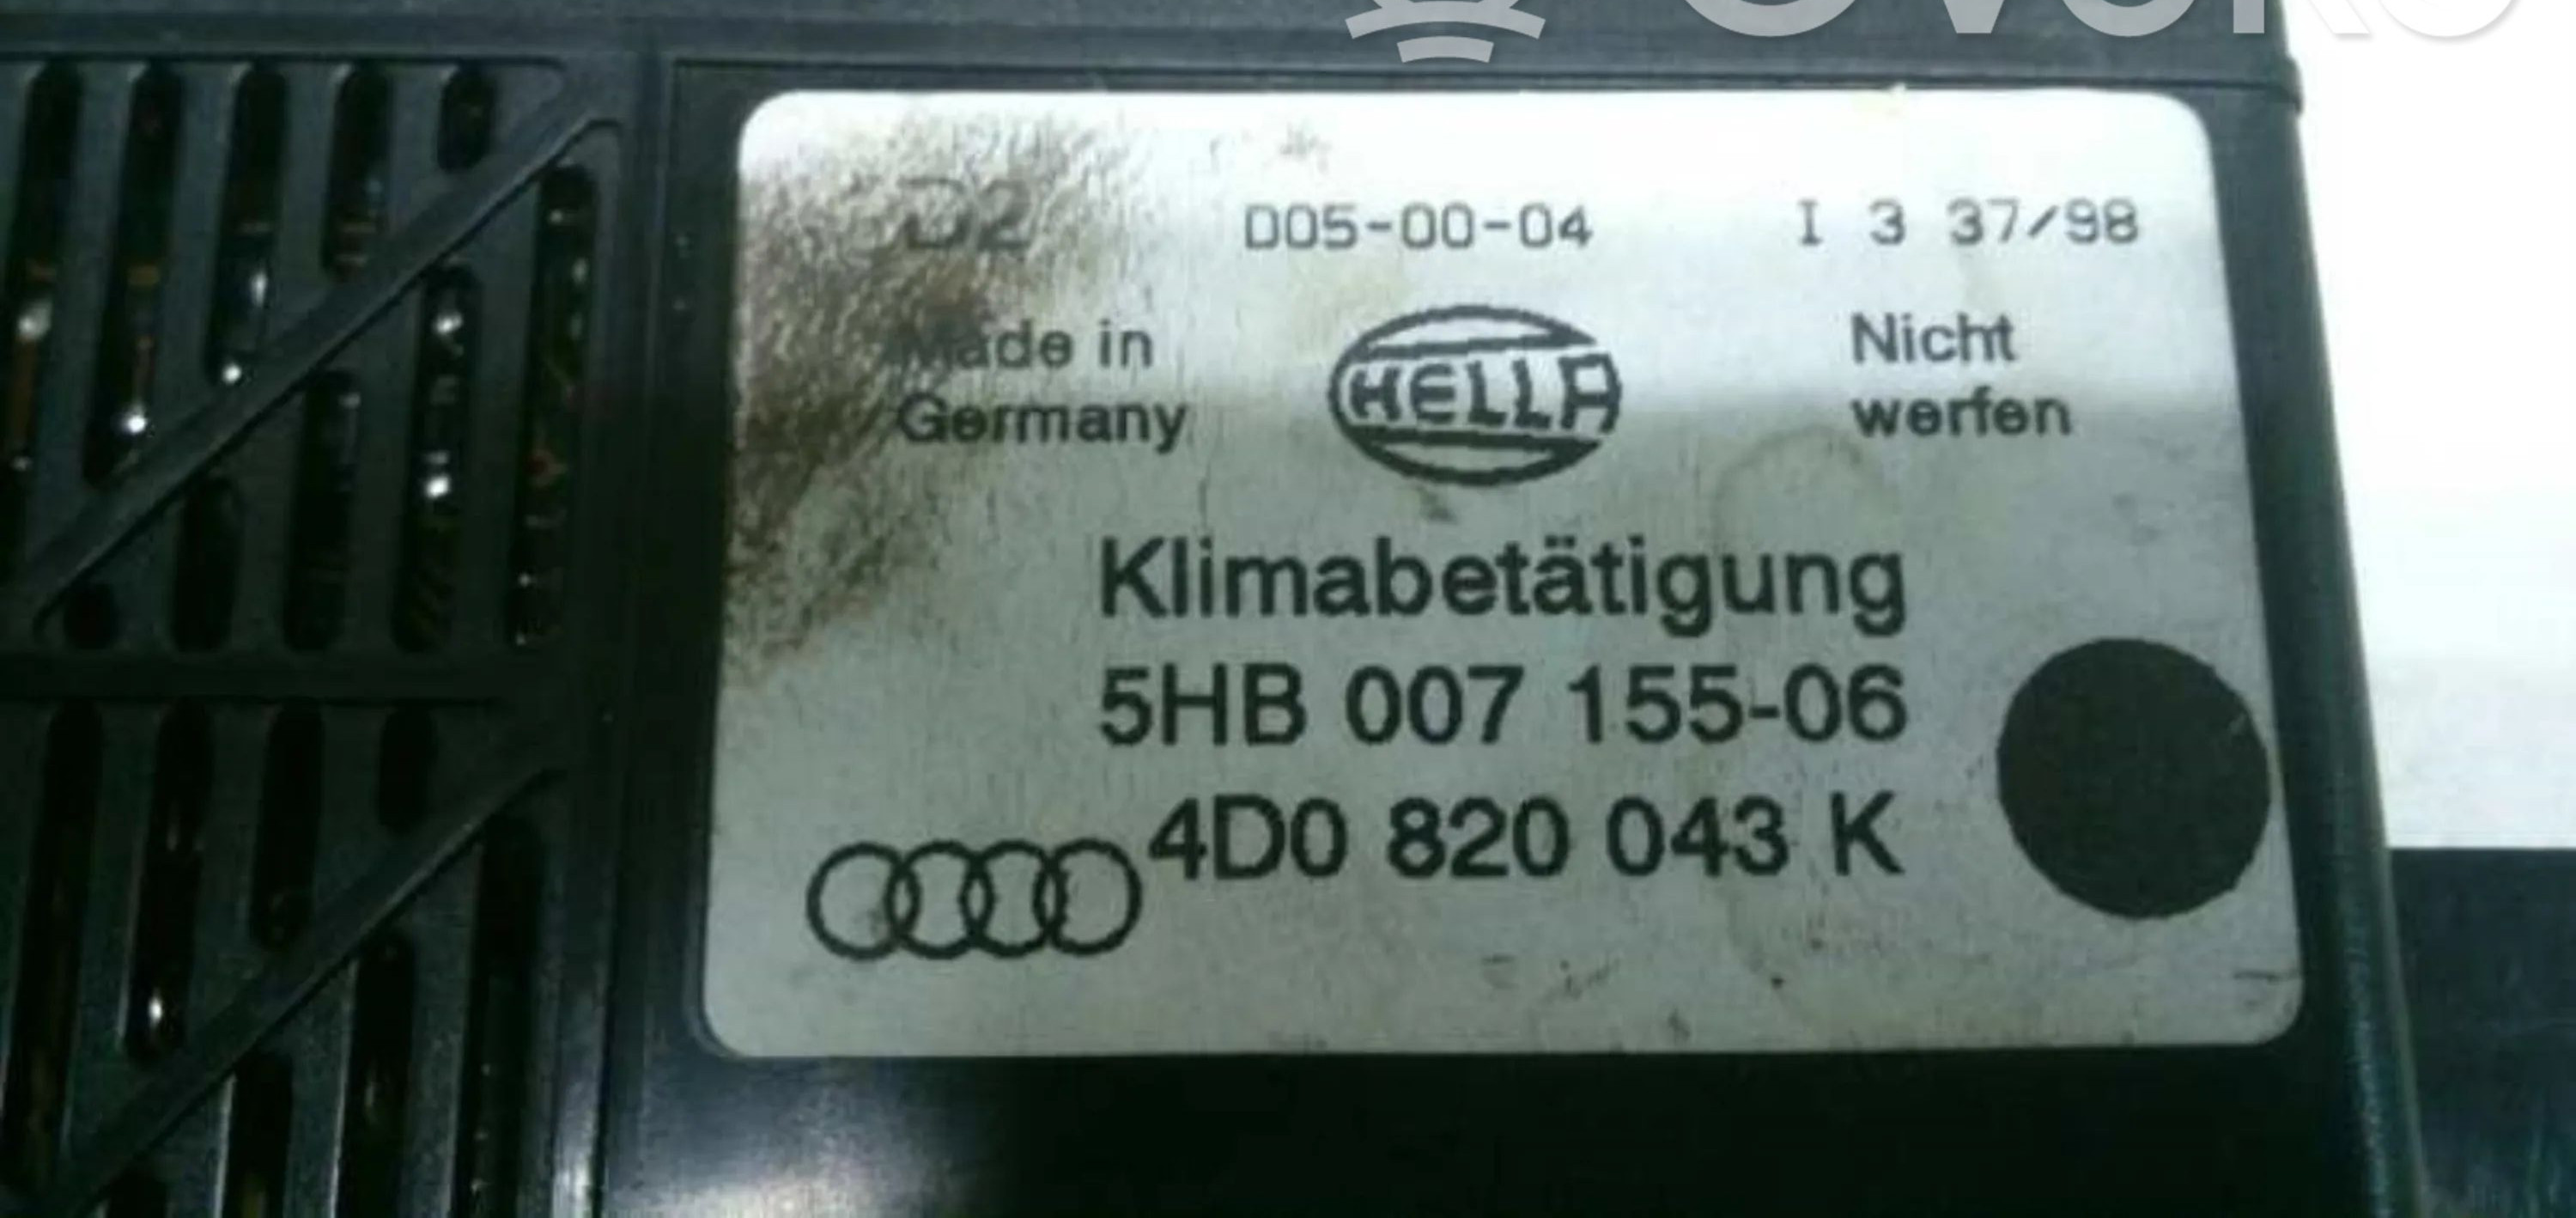 D2 D05-00-04 I 3 37/98
Made in
Germany
HELLA
Nicht
werfen
Klimabetätigung
5HB 007 155-06
4D0 820 043 K